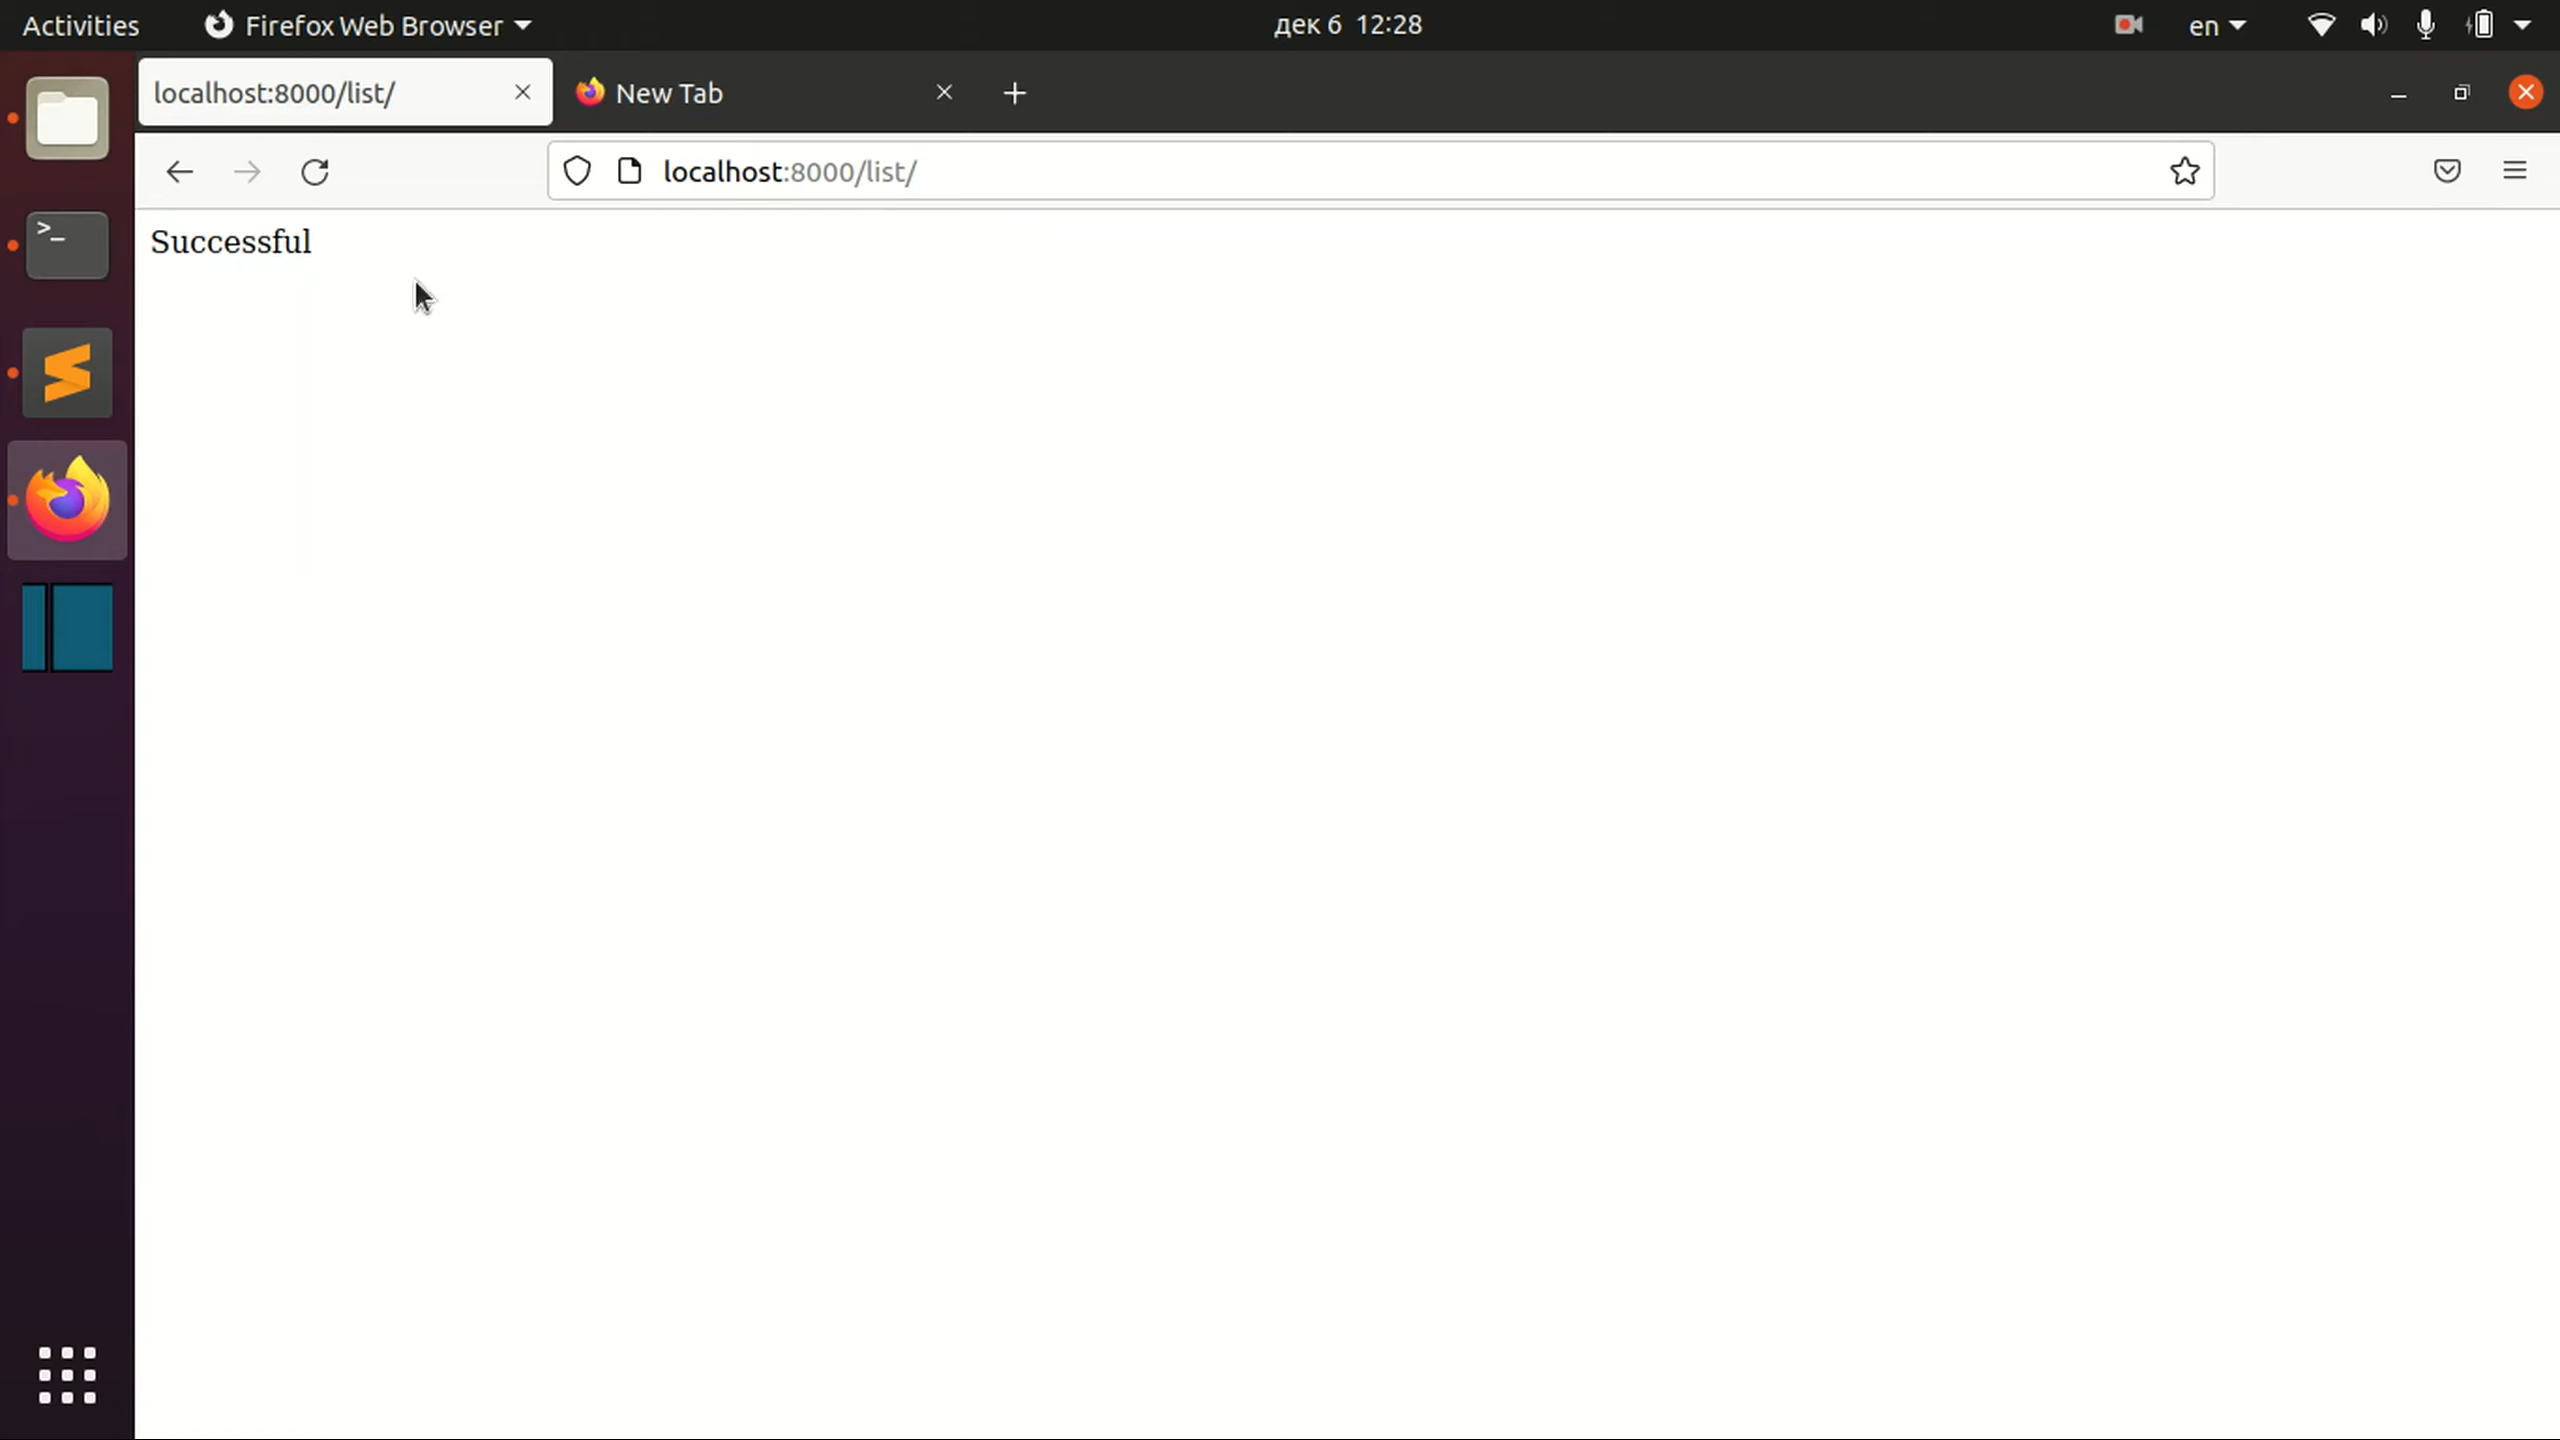 Activities
Firefox Web Browser
дек 6 12:28
en
localhost:8000/list/
New Tab
localhost:8000/list/
Successful